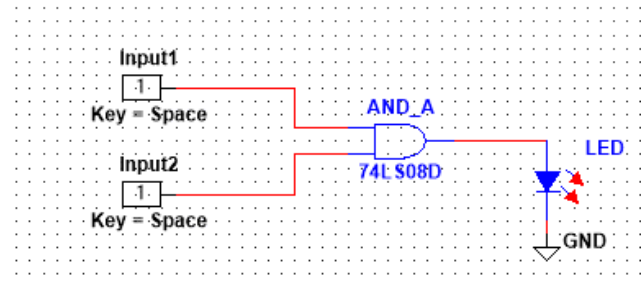 Input1
1
Key = Space
AND_A
74LS08D
LED
Input2
1
Key = Space
GND